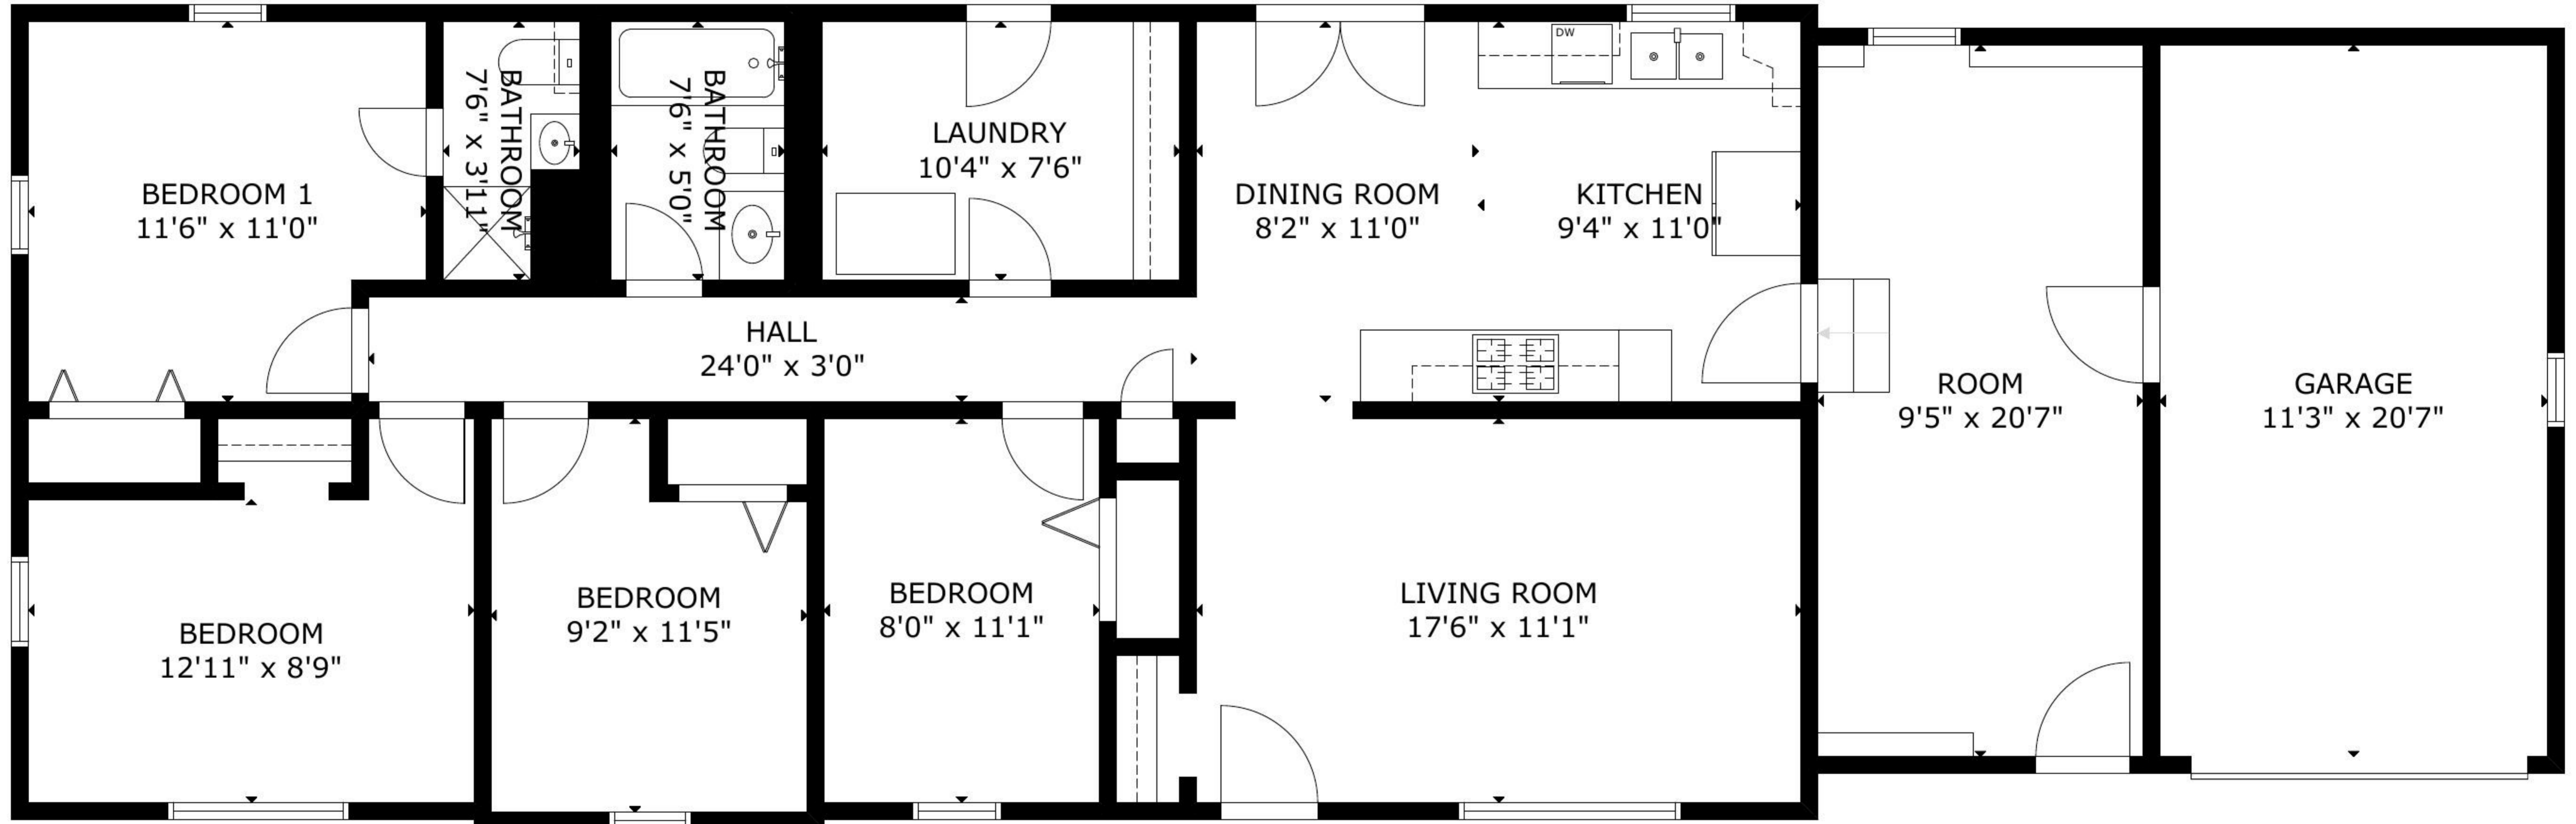 BEDROOM 1
11'6" x 11'0"
BATHROOM
7'6" x 3'11"
BATHROOM
7'6" x 5'0"
LAUNDRY
10'4" x 7'6"
DINING ROOM
8'2" x 11'0"
DW
KITCHEN
9'4" x 11'0"
HALL
24'0" x 3'0"
ROOM
9'5" x 20'7"
GARAGE
11'3" x 20'7"
BEDROOM
12'11" x 8'9"
BEDROOM
9'2" x 11'5"
BEDROOM
8'0" x 11'1"
LIVING ROOM
17'6" x 11'1"